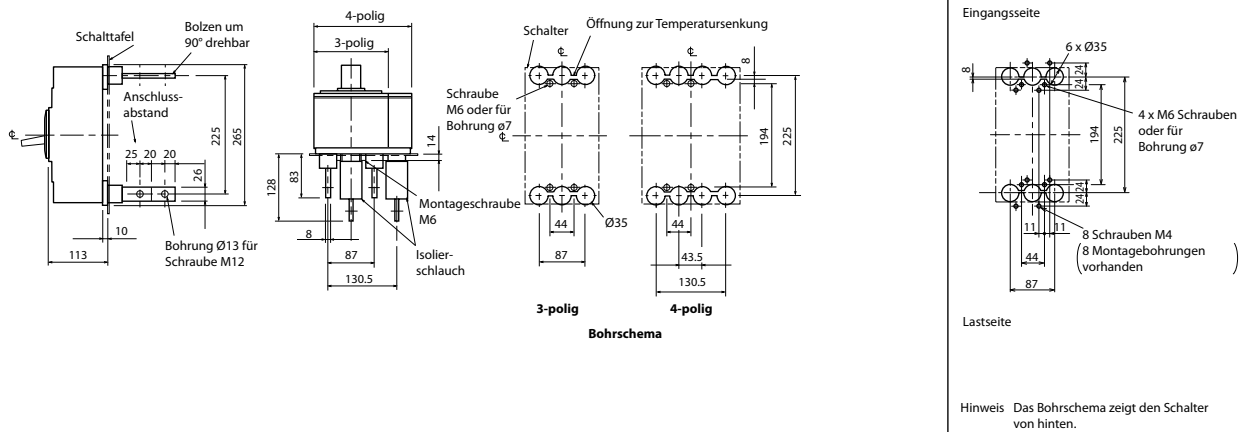 Schalttafel
Bolzen um
90° drehbar
Anschluss-
abstand
25
20
20
26
225
265
10
113
Bohrung Ø13 für
Schraube M12
℄
4-polig
3-polig
14
83
128
8
87
130.5
Montageschraube
M6
Isolier-
schlauch
Schalter
Öffnung zur Temperatursenkung
℄
℄
8
Schraube
M6 oder für
Bohrung ø7
℄
194
225
Ø35
44
87
44
43.5
130.5
3-polig
4-polig
Bohrschema
Eingangsseite
6 x Ø35
8
24
24
4 x M6 Schrauben
oder für
Bohrung ø7
194
225
24
24
11
11
44
87
8 Schrauben M4
(8 Montagebohrungen
vorhanden)
Lastseite
Hinweis Das Bohrschema zeigt den Schalter
von hinten.